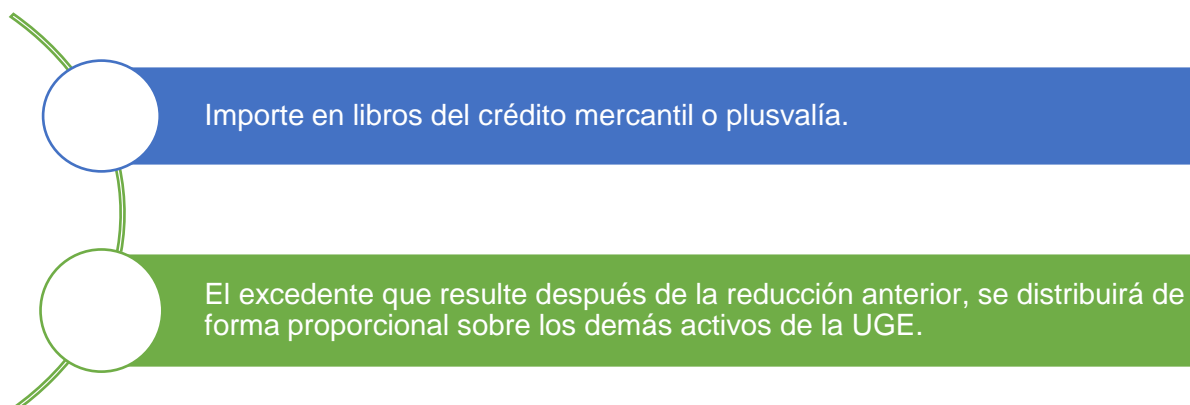 Importe en libros del crédito mercantil o plusvalía.
El excedente que resulte después de la reducción anterior, se distribuirá de
forma proporcional sobre los demás activos de la UGE.